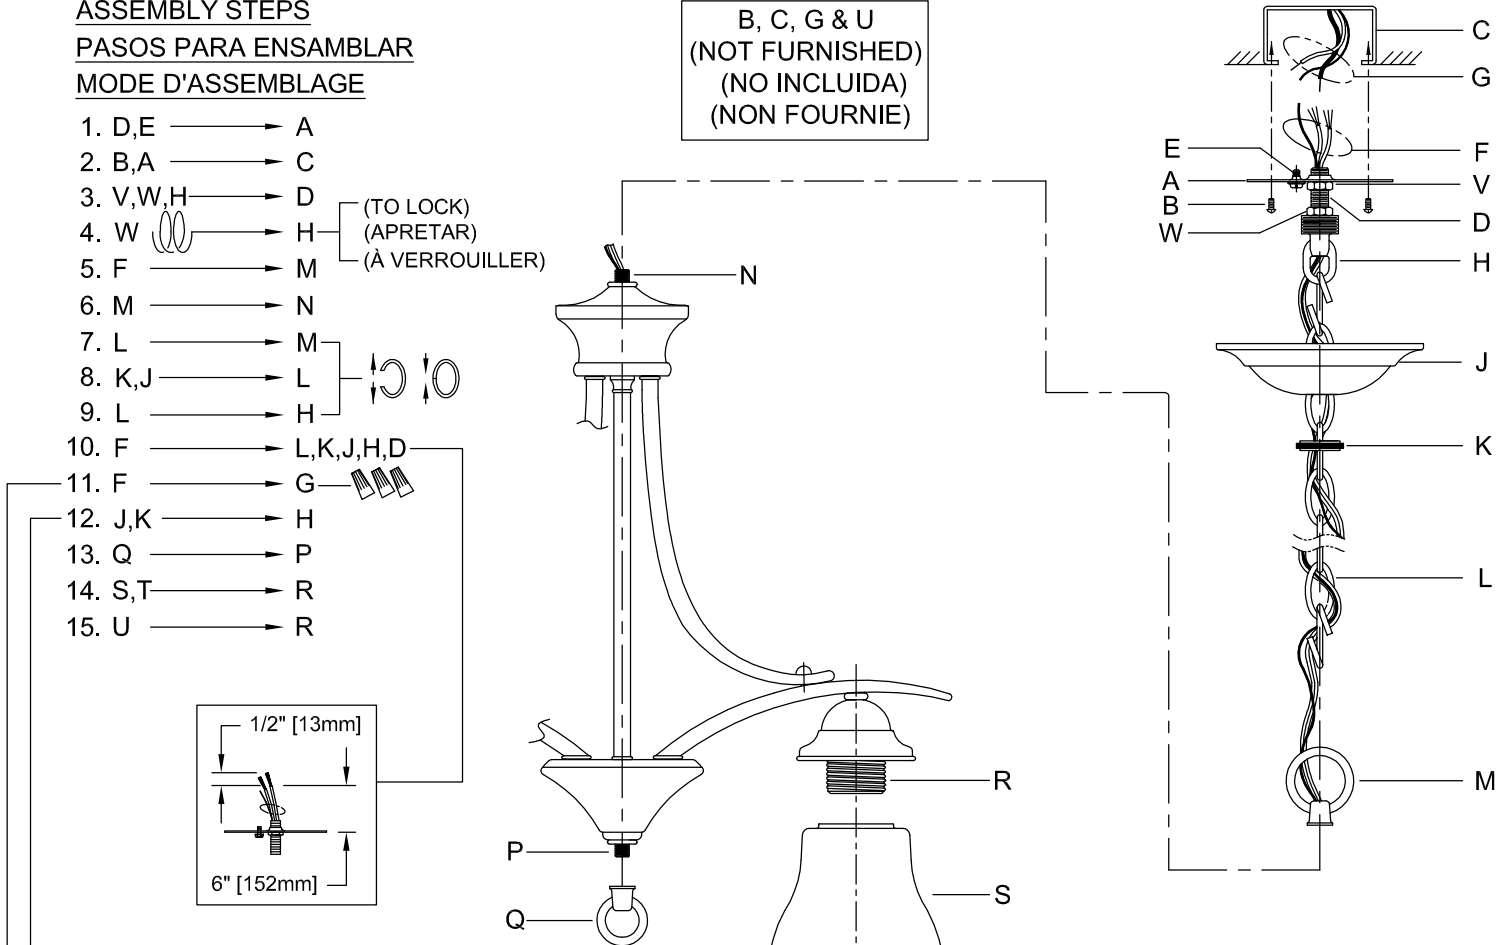 ASSEMBLY STEPS
PASOS PARA ENSAMBLAR
MODE D'ASSEMBLAGE
1. D,E A
2. B,A C
3. V,W,H D
4. W H
(TO LOCK)
(APRETAR)
(À VERROUILLER)
5. F M
6. M N
7. L M
8. K,J L
9. L H
10. F L,K,J,H,D
11. F G
12. J,K H
13. Q P
14. S,T R
15. U R
1/2" [13mm]
6" [152mm]
B, C, G & U
(NOT FURNISHED)
(NO INCLUIDA)
(NON FOURNIE)
N
R
P
S
Q
C
G
E
F
A
V
B
D
W
H
J
K
L
M